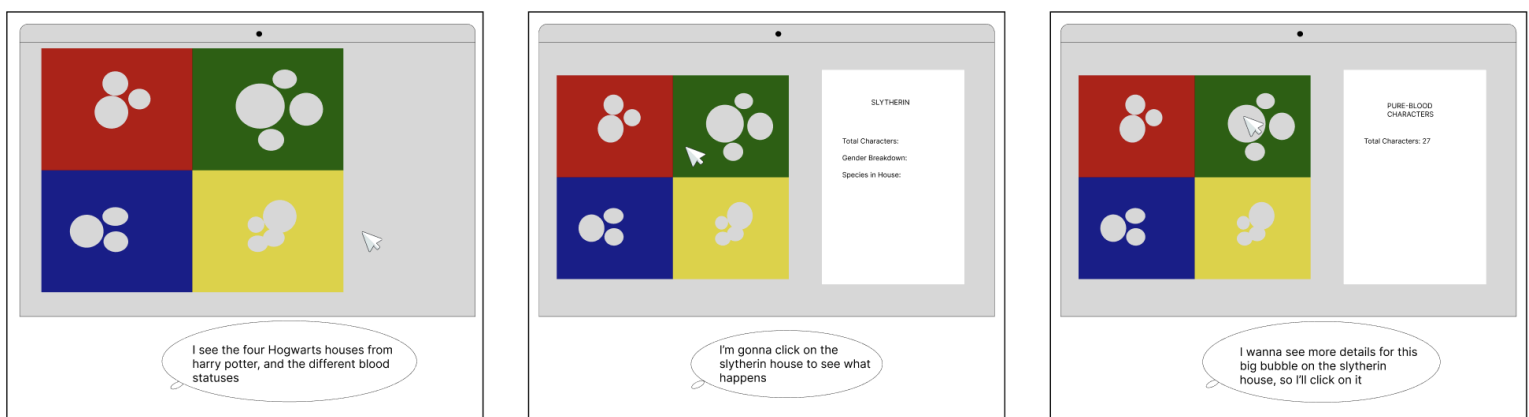 I see the four Hogwarts houses from
harry potter, and the different blood
statuses
SLYTHERIN
Total Characters:
Gender Breakdown:
Species in House:
I'm gonna click on the
slytherin house to see what
happens
PURE-BLOOD
CHARACTERS
Total Characters: 27
I wanna see more details for this
big bubble on the slytherin
house, so I'll click on it